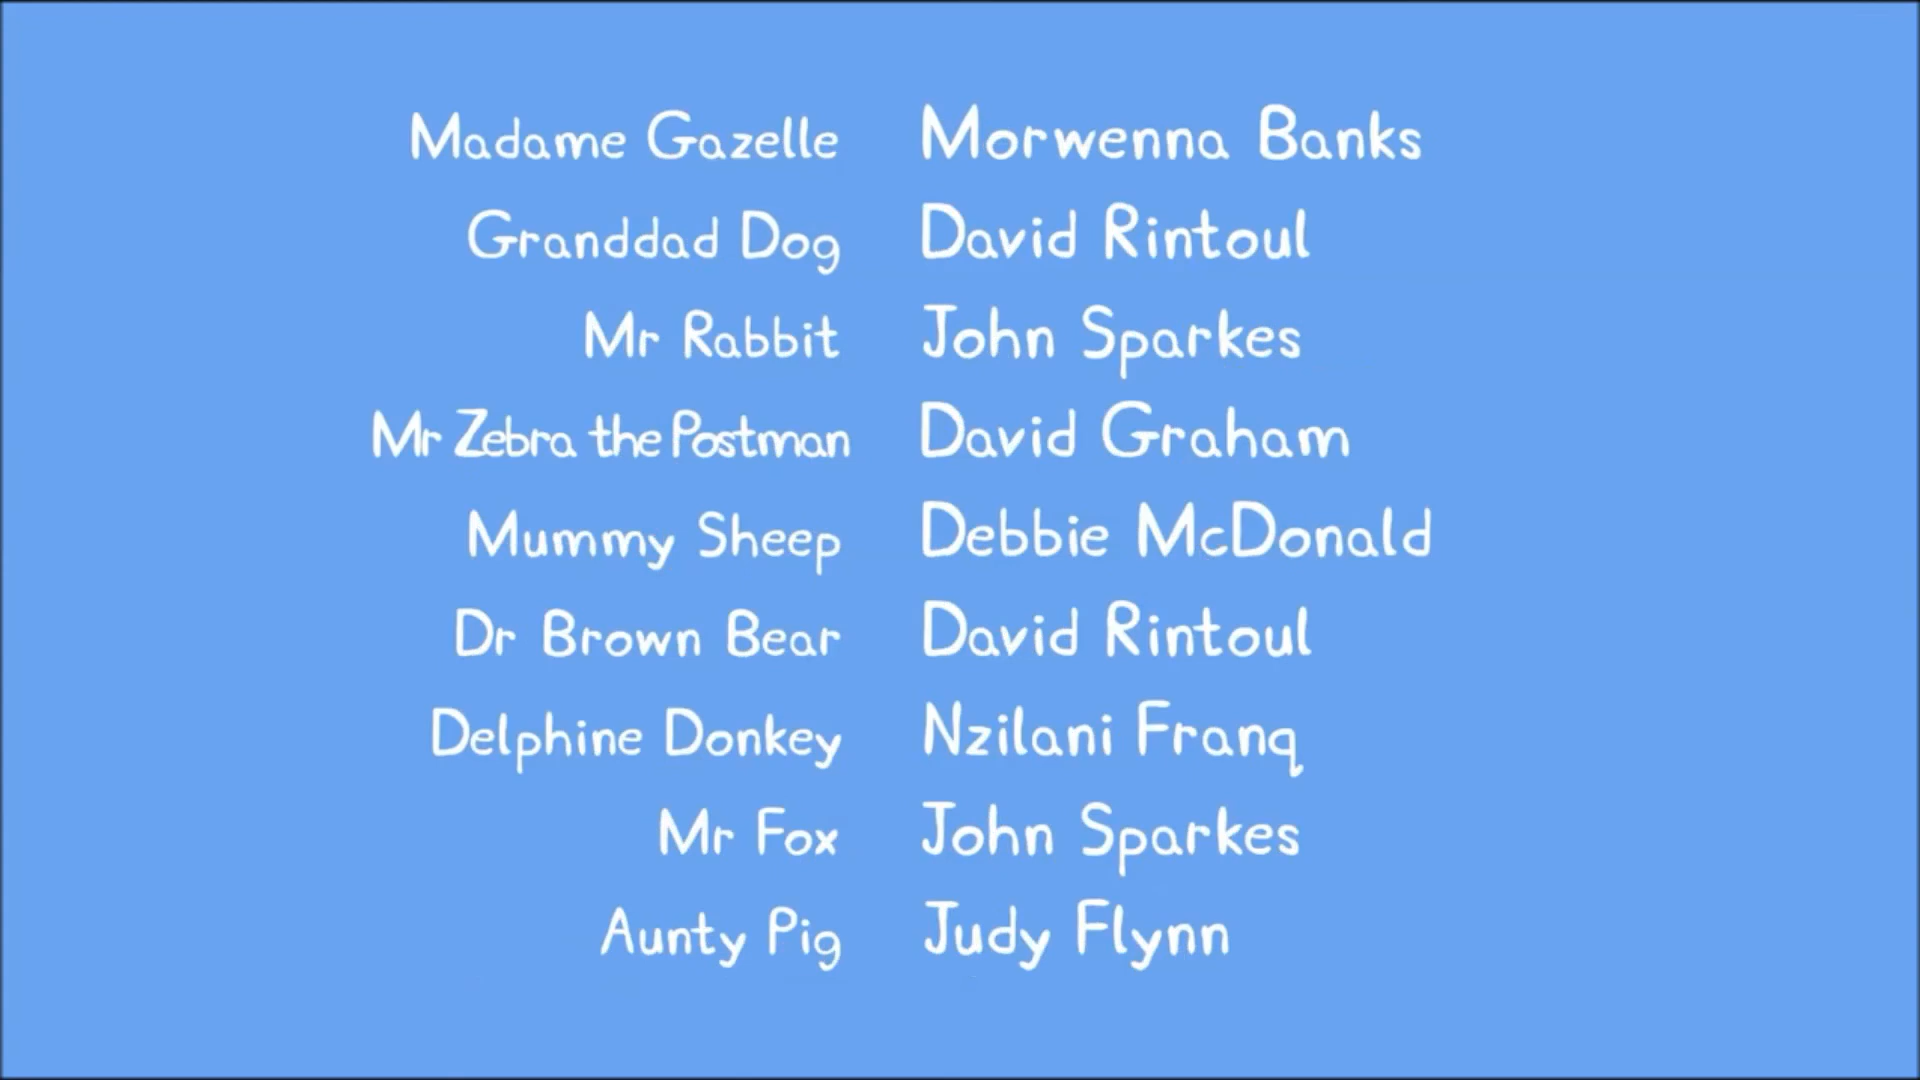 Madame Gazelle Morwenna Banks
Granddad Dog David Rintoul
Mr Rabbit John Sparkes
Mr Zebra the Postman David Graham
Mummy Sheep Debbie McDonald
Dr Brown Bear David Rintoul
Delphine Donkey Nzilani Franq
Mr Fox John Sparkes
Aunty Pig Judy Flynn